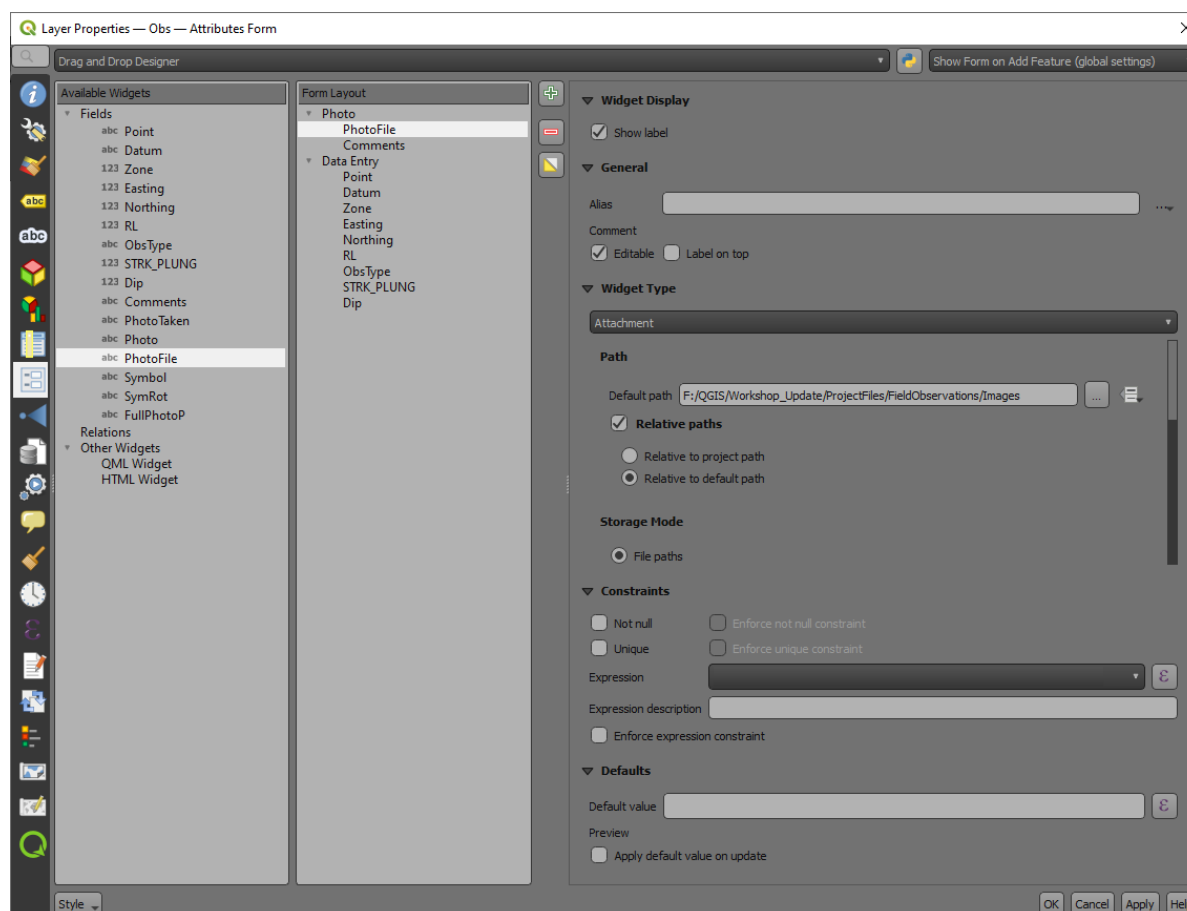 Layer Properties — Obs — Attributes Form
Drag and Drop Designer
Show Form on Add Feature (global settings)
Available Widgets
Fields
abc Point
abc Datum
123 Zone
123 Easting
123 Northing
123 RL
abc ObsType
123 STRK_PLUNG
123 Dip
abc Comments
abc PhotoTaken
abc Photo
abc PhotoFile
abc Symbol
abc SymRot
abc FullPhotoP
Relations
Other Widgets
QML Widget
HTML Widget
Form Layout
Photo
PhotoFile
Comments
Data Entry
Point
Datum
Zone
Easting
Northing
RL
ObsType
STRK_PLUNG
Dip
Widget Display
Show label
General
Alias
Comment
Editable Label on top
Widget Type
Attachment
Path
Default path F:/QGIS/Workshop_Update/ProjectFiles/FieldObservations/Images ...
Relative paths
Relative to project path
Relative to default path
Storage Mode
File paths
Constraints
Not null Enforce not null constraint
Unique Enforce unique constraint
Expression ε
Expression description
Enforce expression constraint
Defaults
Default value ε
Preview
Apply default value on update
abc
abc
Style
OK Cancel Apply Hel